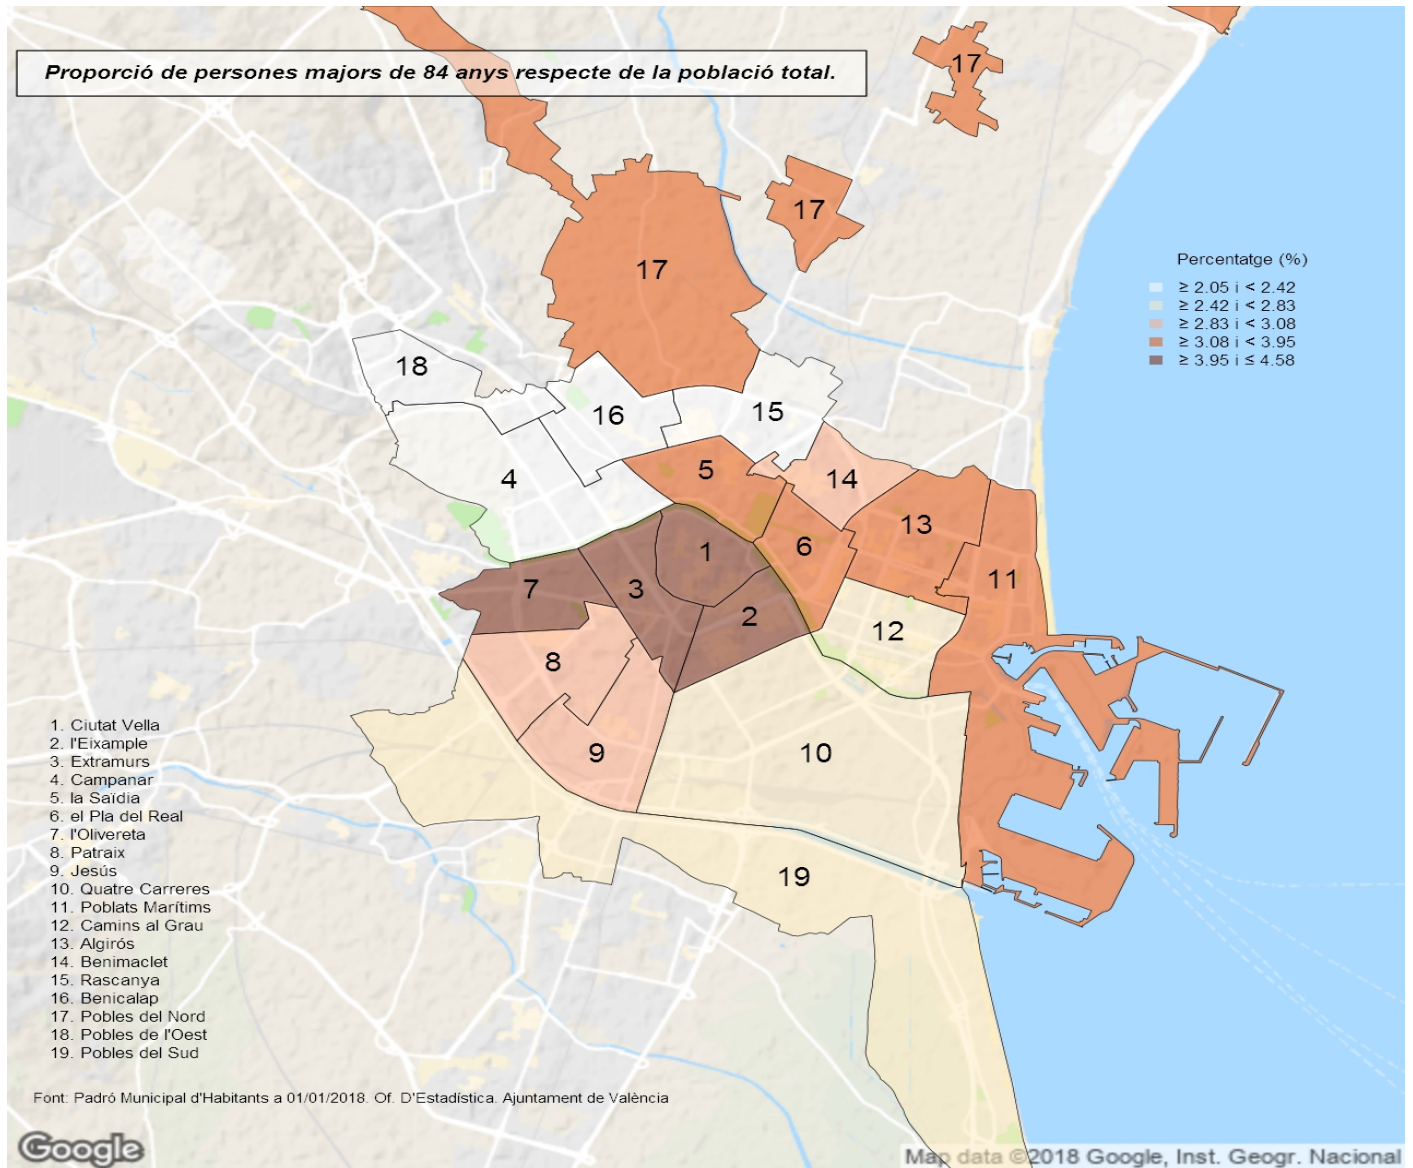 Proporció de persones majors de 84 anys respecte de la població total.
17
17
17
Percentatge (%)
≥ 2.05 i < 2.42
≥ 2.42 i < 2.83
≥ 2.83 i < 3.08
≥ 3.08 i < 3.95
≥ 3.95 i ≤ 4.58
18
16
15
4
5
14
13
6
1
11
7
3
2
12
8
9
10
19
1. Ciutat Vella
2. l'Eixample
3. Extramurs
4. Campanar
5. la Saïdia
6. el Pla del Real
7. l'Olivereta
8. Patraix
9. Jesús
10. Quatre Carreres
11. Poblats Marítims
12. Camins al Grau
13. Algirós
14. Benimaclet
15. Rascanya
16. Benicalap
17. Pobles del Nord
18. Pobles de l'Oest
19. Pobles del Sud
Font: Padró Municipal d'Habitants a 01/01/2018. Of. D'Estadística. Ajuntament de València
Google
Map data ©2018 Google, Inst. Geogr. Nacional